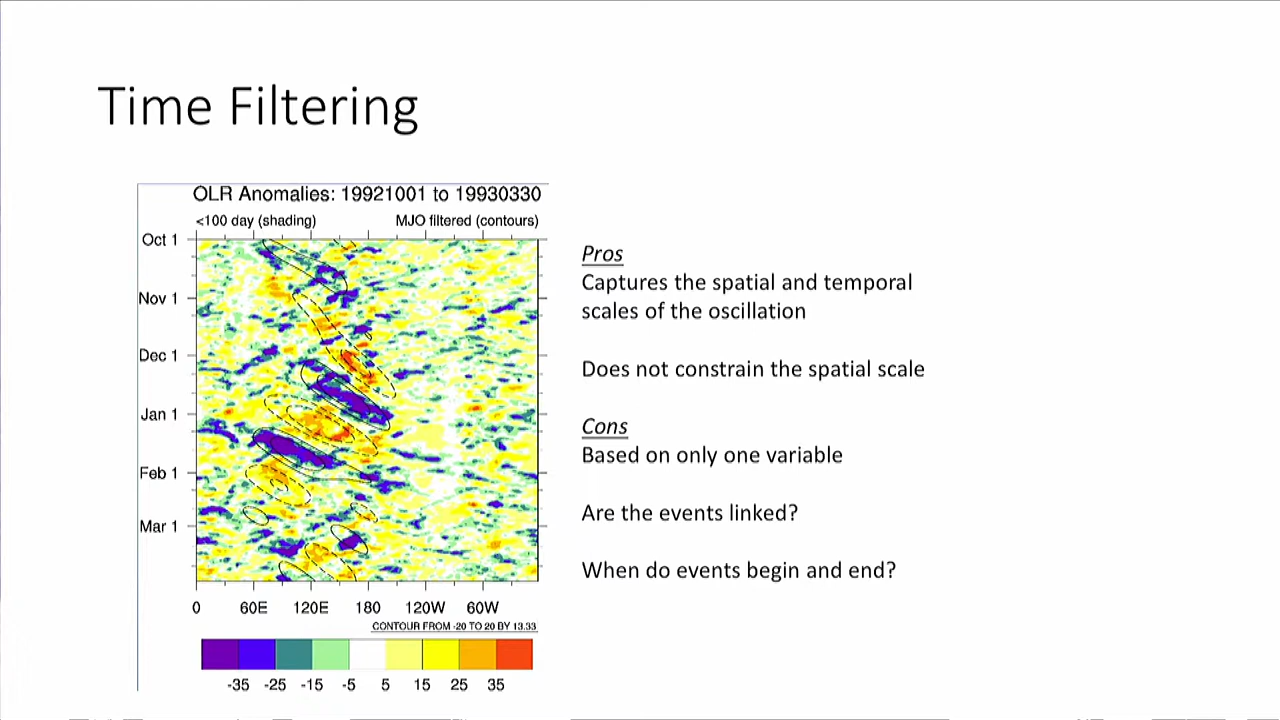 Time Filtering
OLR Anomalies: 19921001 to 19930330
<100 day (shading) MJO filtered (contours)
Oct 1
Nov 1
Dec 1
Jan 1
Feb 1
Mar 1
0 60E 120E 180 120W 60W
CONTOUR FROM -20 TO 20 BY 13.33
-35 -25 -15 -5 5 15 25 35
Pros
Captures the spatial and temporal
scales of the oscillation
Does not constrain the spatial scale
Cons
Based on only one variable
Are the events linked?
When do events begin and end?